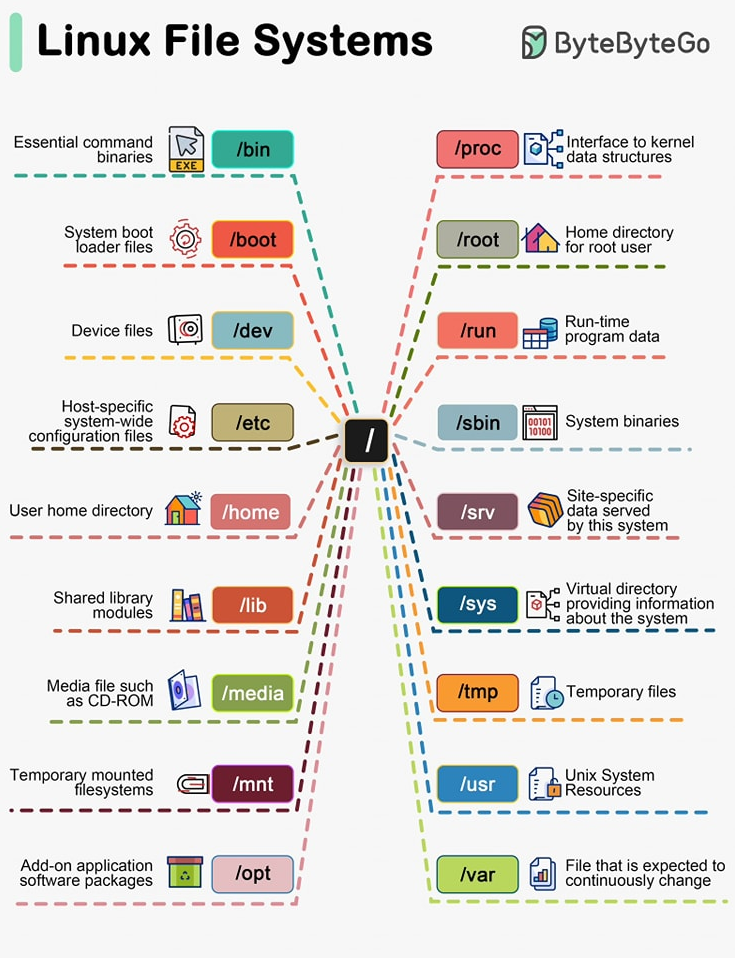 Linux File Systems
ByteByteGo
Essential command
binaries
EXE
/bin
System boot
loader files
/boot
Device files
/dev
Host-specific
system-wide
configuration files
/etc
User home directory
/home
Shared library
modules
/lib
Media file such
as CD-ROM
/media
Temporary mounted
filesystems
/mnt
Add-on application
software packages
/opt
/
/proc
Interface to kernel
data structures
/root
Home directory
for root user
/run
Run-time
program data
/sbin
00101
10100
System binaries
/srv
Site-specific
data served
by this system
/sys
Virtual directory
providing information
about the system
/tmp
Temporary files
/usr
Unix System
Resources
/var
File that is expected to
continuously change